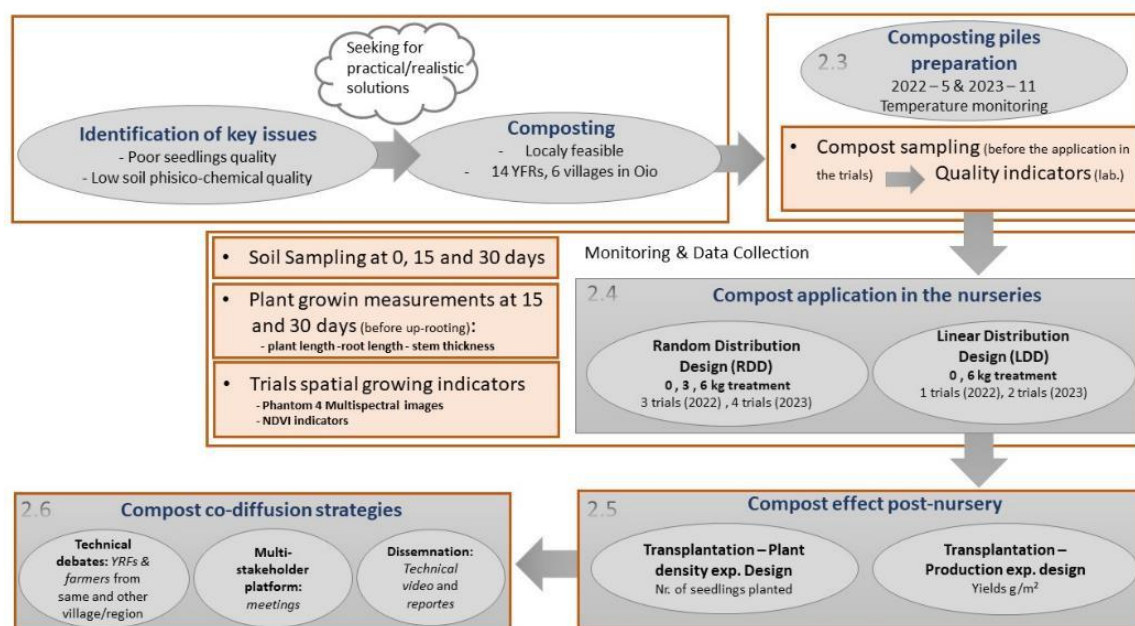 Seeking for
practical/realistic
solutions
Identification of key issues
- Poor seedlings quality
- Low soil phisico-chemical quality
Composting
- Localy feasible
- 14 YFRs, 6 villages in Oio
2.3
Composting piles
preparation
2022 – 5 & 2023 – 11
Temperature monitoring
• Compost sampling (before the application in
the trials) Quality indicators (lab.)
Monitoring & Data Collection
• Soil Sampling at 0, 15 and 30 days
• Plant growin measurements at 15
and 30 days (before up-rooting):
- plant length -root length - stem thickness
• Trials spatial growing indicators
- Phantom 4 Multispectral images
- NDVI indicators
2.4
Compost application in the nurseries
Random Distribution
Design (RDD)
0 , 3 , 6 kg treatment
3 trials (2022) , 4 trials (2023)
Linear Distribution
Design (LDD)
0 , 6 kg treatment
1 trials (2022), 2 trials (2023)
2.5
Compost effect post-nursery
Transplantation – Plant
density exp. Design
Nr. of seedlings planted
Transplantation –
Production exp. design
Yields g/m²
2.6
Compost co-diffusion strategies
Technical
debates: YRFs &
farmers from
same and other
village/region
Multi-
stakeholder
platform:
meetings
Dissemnation:
Technical
video and
reportes